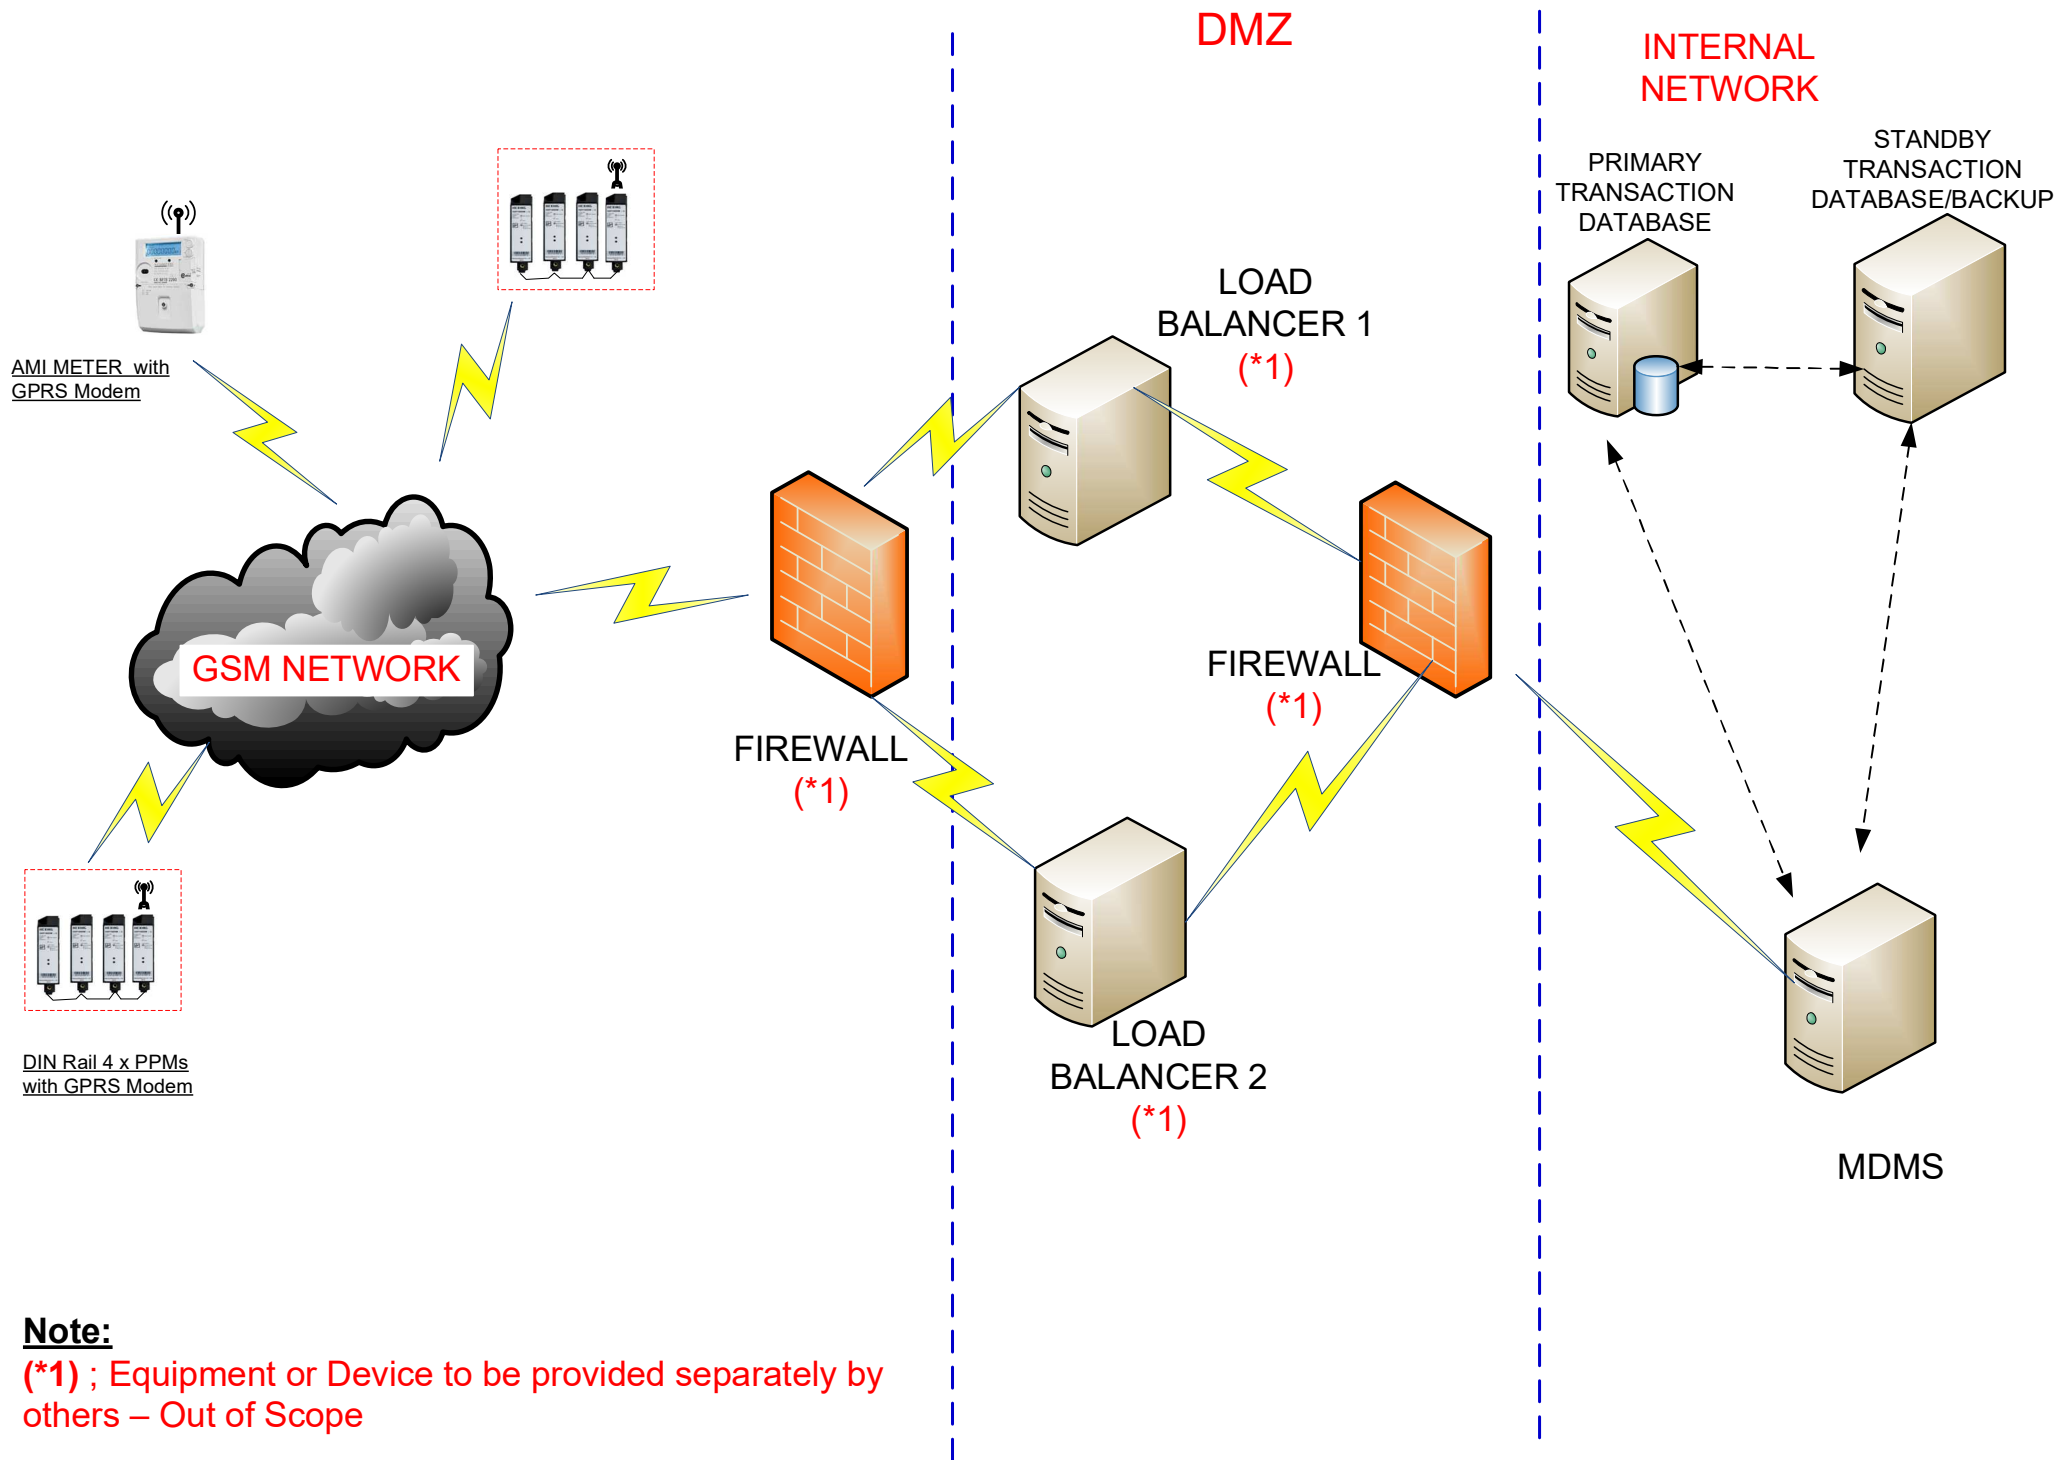 DMZ
INTERNAL
NETWORK
STANDBY
TRANSACTION
DATABASE/BACKUP
PRIMARY
TRANSACTION
DATABASE
LOAD
BALANCER 1
(*1)
AMI METER  with
GPRS Modem
GSM NETWORK
FIREWALL
(*1)
FIREWALL
(*1)
LOAD
BALANCER 2
(*1)
DIN Rail 4 x PPMs
with GPRS Modem
MDMS
Note:
(*1) ; Equipment or Device to be provided separately by
others – Out of Scope